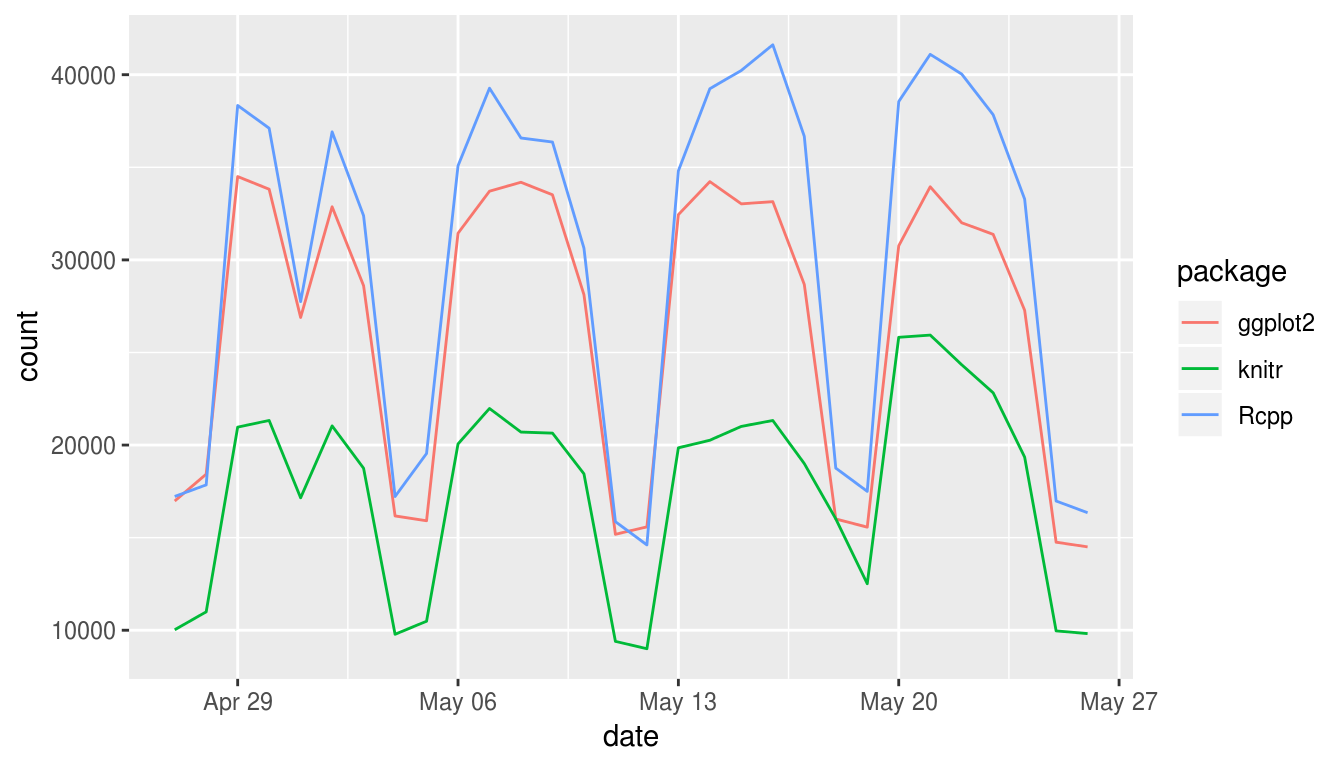 40000
30000
20000
10000
count
Apr 29
May 06
May 13
May 20
May 27
date
package
ggplot2
knitr
Rcpp